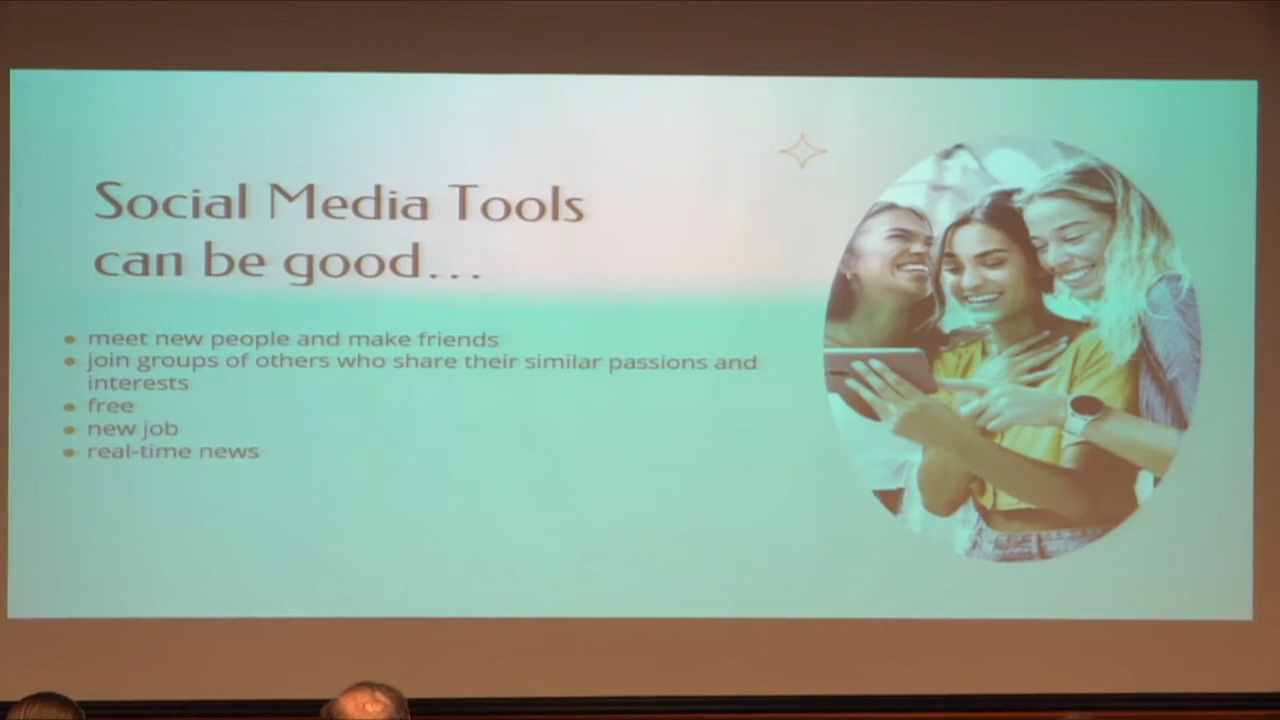 Social Media Tools
can be good...
meet new people and make friends
join groups of others who share their similar passions and
interests
free
new job
real-time news